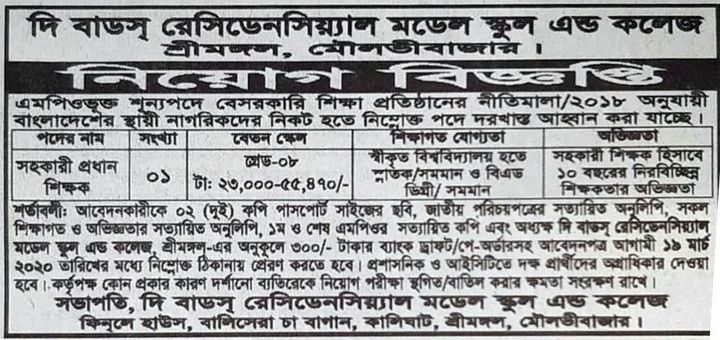 দি বাডস্ রেসিডেনসিয়্যাল মডেল স্কুল এন্ড কলেজ
শ্রীমঙ্গল, মৌলভীবাজার।
নিয়োগ বিজ্ঞপ্তি
এমপিওভূক্ত শূন্যপদে বেসরকারি শিক্ষা প্রতিষ্ঠানের নীতিমালা/২০১৮ অনুযায়ী
বাংলাদেশের স্থায়ী নাগরিকদের নিকট হতে নিম্নোক্ত পদে দরখাস্ত আহ্বান করা যাচ্ছে।
পদের নাম সংখ্যা বেতন স্কেল শিক্ষাগত যোগ্যতা অভিজ্ঞতা
সহকারী প্রধান শিক্ষক ০১ গ্রেড-০৮ টা: ২৩,০০০-৫৫,৪৭০/- স্বীকৃত বিশ্ববিদ্যালয় হতে স্নাতক/সমমান ও বিএড ডিগ্রী/ সমমান সহকারী শিক্ষক হিসাবে ১০ বছরের নিরবিচ্ছিন্ন শিক্ষকতার অভিজ্ঞতা
শর্তাবলী: আবেদনকারীকে ০২ (দুই) কপি পাসপোর্ট সাইজের ছবি, জাতীয় পরিচয়পত্রের সত্যায়িত অনুলিপি, সকল
শিক্ষাগত ও অভিজ্ঞতার সত্যায়িত অনুলিপি, ১ম ও শেষ এমপিওর সত্যায়িত কপি এবং অধ্যক্ষ দি বাডস্ রেসিডেনসিয়্যাল
মডেল স্কুল এন্ড কলেজ, শ্রীমঙ্গল-এর অনুকূলে ৩০০/- টাকার ব্যাংক ড্রাফট/পে-অর্ডারসহ আবেদনপত্র আগামী ১৯ মার্চ
২০২০ তারিখের মধ্যে নিম্নোক্ত ঠিকানায় প্রেরণ করতে হবে। প্রশাসনিক ও আইসিটিতে দক্ষ প্রার্থীদের অগ্রাধিকার দেওয়া
হবে। কর্তৃপক্ষ কোন প্রকার কারণ দর্শানো ব্যতিরেকে নিয়োগ পরীক্ষা স্থগিত/বাতিল করার ক্ষমতা সংরক্ষণ রাখে।
সভাপতি, দি বাডস্ রেসিডেনসিয়্যাল মডেল স্কুল এন্ড কলেজ
ফিনলে হাউস, বালিসেরা চা বাগান, কালিঘাট, শ্রীমঙ্গল, মৌলভীবাজার।